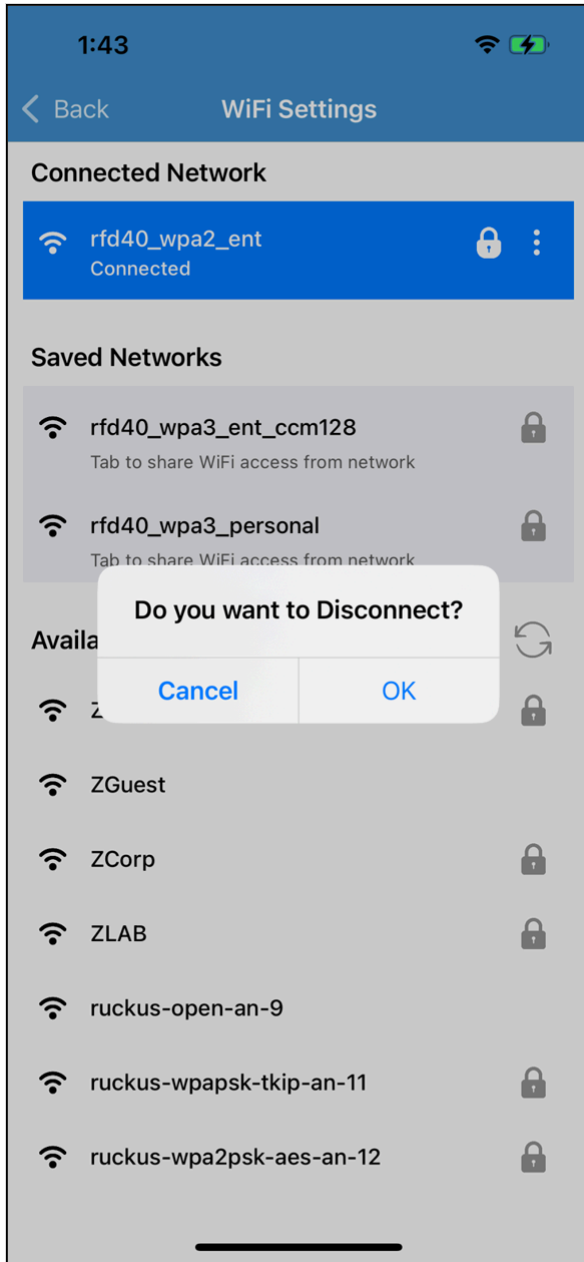 1:43
Back
WiFi Settings
Connected Network
rfd40_wpa2_ent
Connected
Saved Networks
rfd40_wpa3_ent_ccm128
Tab to share WiFi access from network
rfd40_wpa3_personal
Tab to share WiFi access from network
Do you want to Disconnect?
Cancel
OK
ZGuest
ZCorp
ZLAB
ruckus-open-an-9
ruckus-wpapsk-tkip-an-11
ruckus-wpa2psk-aes-an-12